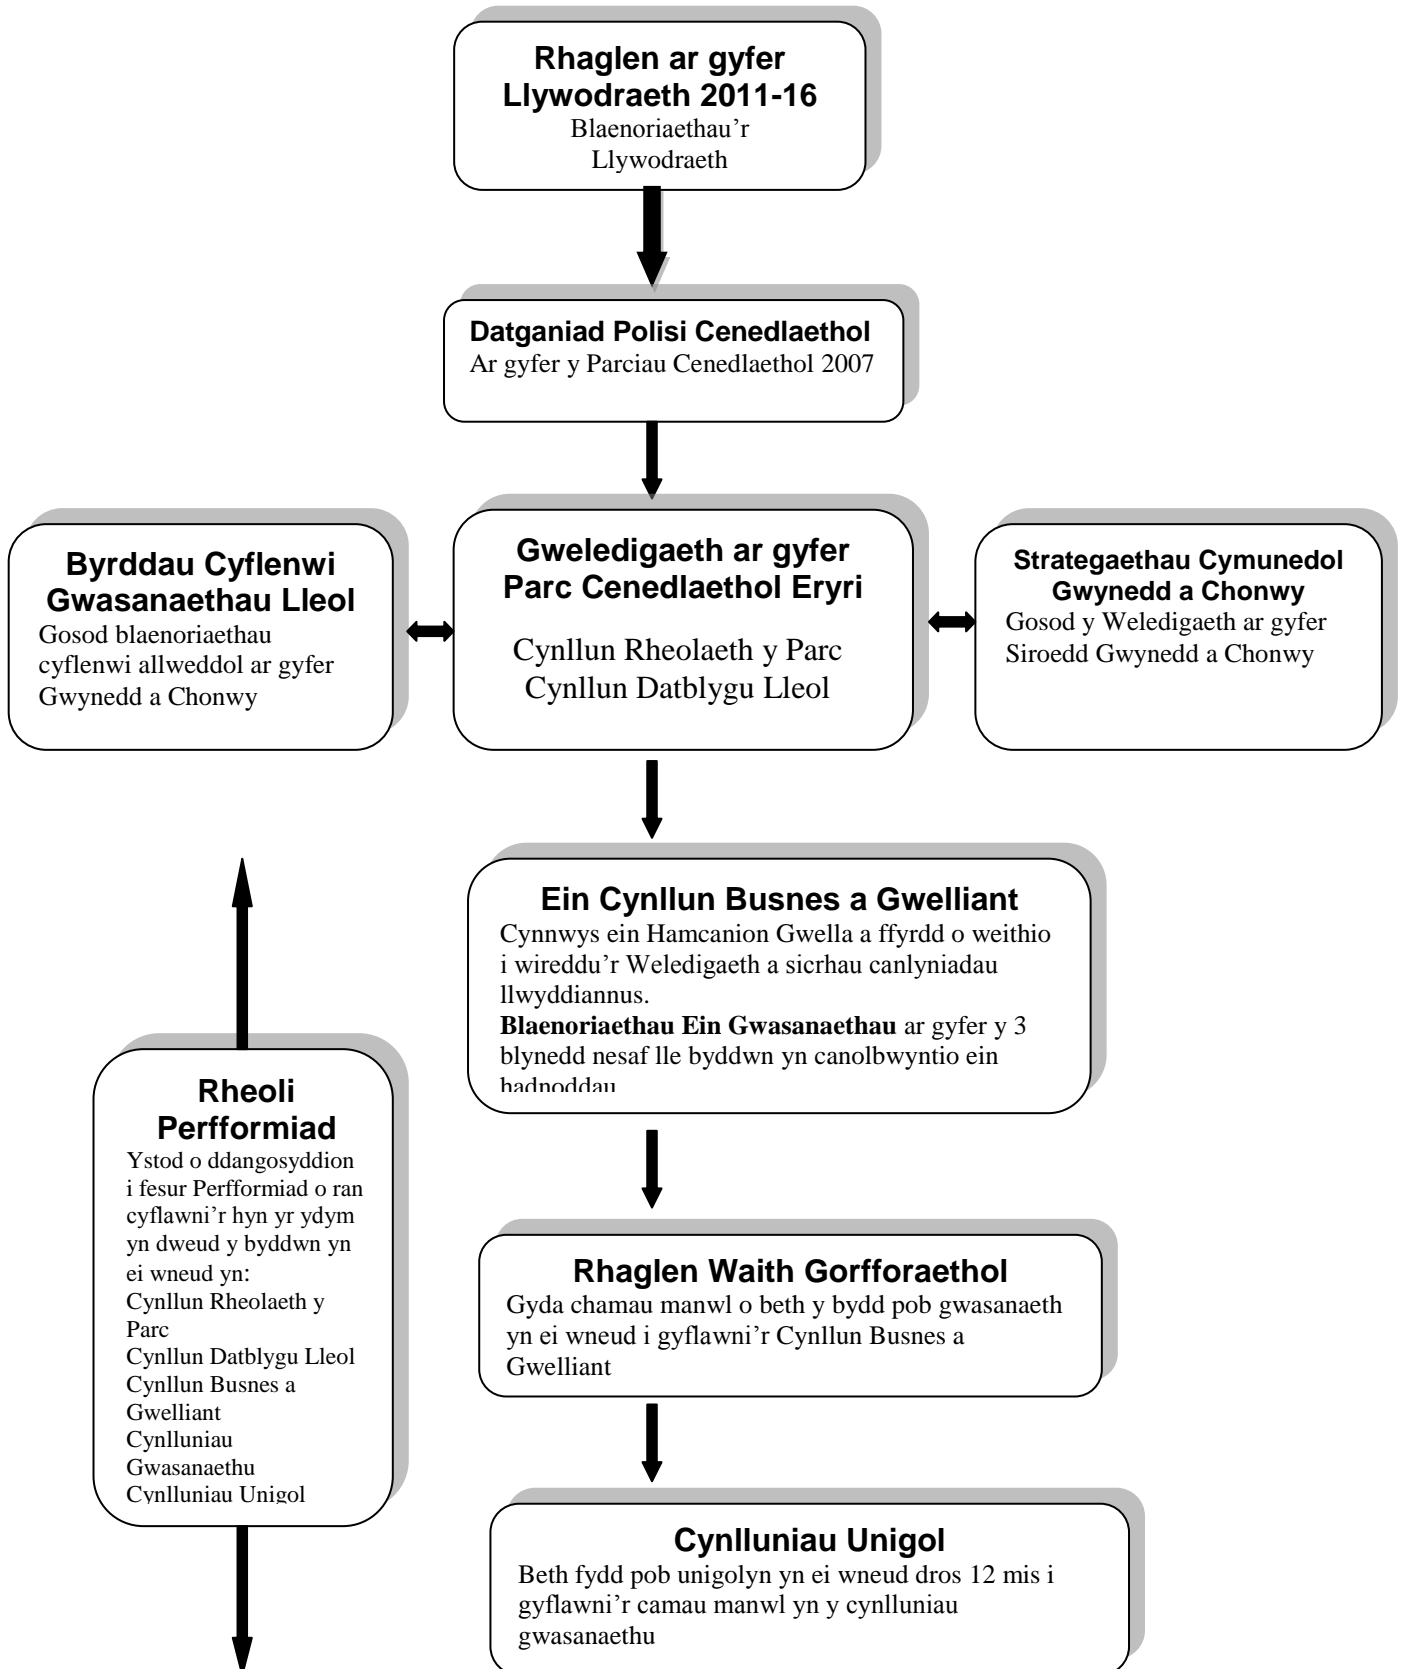 Rhaglen ar gyfer
Llywodraeth 2011-16
Blaenoriaethau’r
Llywodraeth
Datganiad Polisi Cenedlaethol
Ar gyfer y Parciau Cenedlaethol 2007
Byrddau Cyflenwi
Gwasanaethau Lleol
Gosod blaenoriaethau
cyflenwi allweddol ar gyfer
Gwynedd a Chonwy
Gweledigaeth ar gyfer
Parc Cenedlaethol Eryri
Cynllun Rheolaeth y Parc
Cynllun Datblygu Lleol
Strategaethau Cymunedol
Gwynedd a Chonwy
Gosod y Weledigaeth ar gyfer
Siroedd Gwynedd a Chonwy
Ein Cynllun Busnes a Gwelliant
Cynnwys ein Hamcanion Gwella a ffyrdd o weithio
i wireddu’r Weledigaeth a sicrhau canlyniadau
llwyddiannus.
Blaenoriaethau Ein Gwasanaethau ar gyfer y 3
blynedd nesaf lle byddwn yn canolbwyntio ein
hadnoddau
Rheoli
Perfformiad
Ystod o ddangosyddion
i fesur Perfformiad o ran
cyflawni’r hyn yr ydym
yn dweud y byddwn yn
ei wneud yn:
Cynllun Rheolaeth y
Parc
Cynllun Datblygu Lleol
Cynllun Busnes a
Gwelliant
Cynlluniau
Gwasanaethu
Cynlluniau Unigol
Rhaglen Waith Gorfforaethol
Gyda chamau manwl o beth y bydd pob gwasanaeth
yn ei wneud i gyflawni’r Cynllun Busnes a
Gwelliant
Cynlluniau Unigol
Beth fydd pob unigolyn yn ei wneud dros 12 mis i
gyflawni’r camau manwl yn y cynlluniau
gwasanaethu